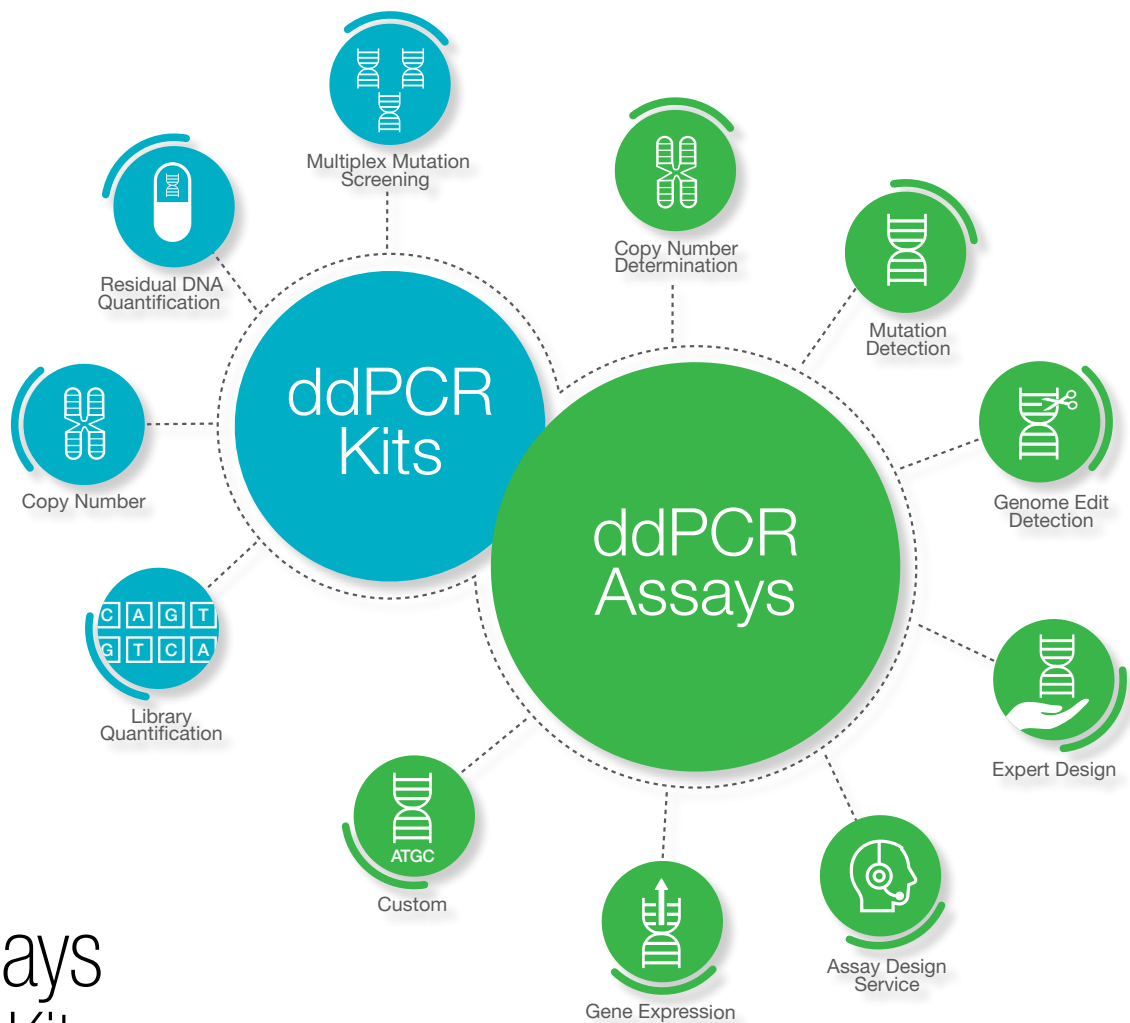 Multiplex Mutation
Screening
Residual DNA
Quantification
Copy Number
Determination
Mutation
Detection
ddPCR
Kits
Copy Number
Genome Edit
Detection
ddPCR
Assays
C A G T
G T C A
Library
Quantification
Expert Design
ATGC
Custom
Assay Design
Service
Gene Expression
ays